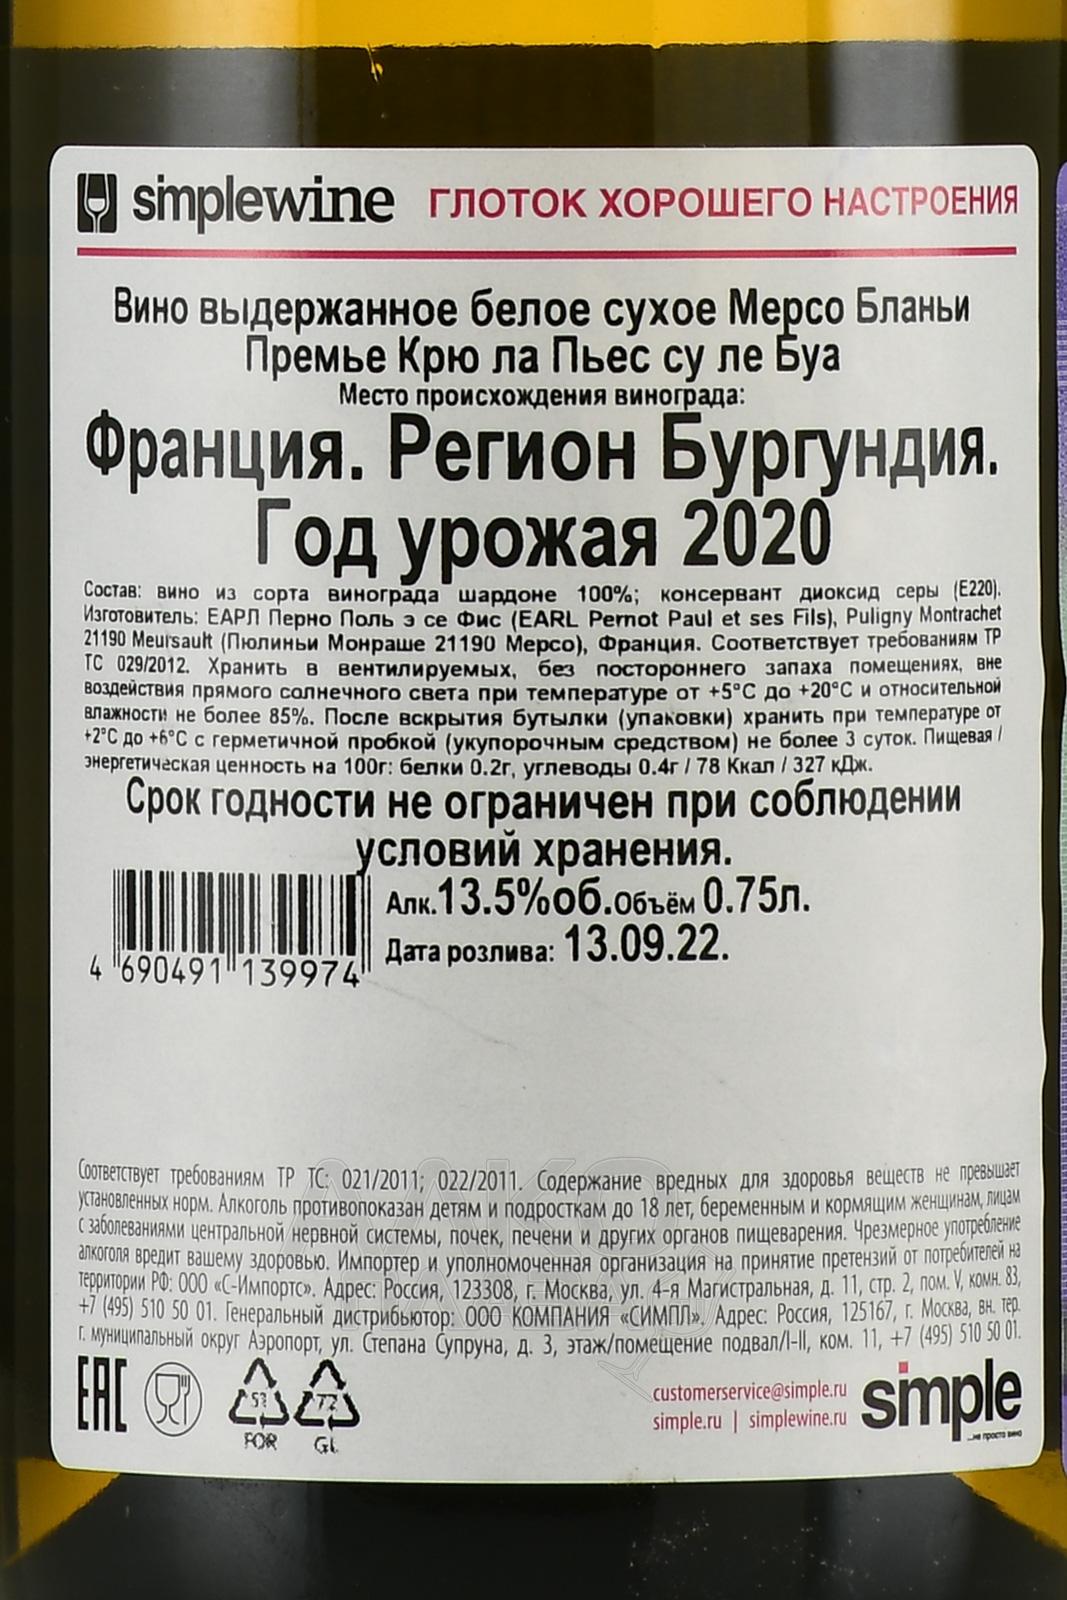 simplewine ГЛОТОК ХОРОШЕГО НАСТРОЕНИЯ
Вино выдержанное белое сухое Мерсо Бланьи
Премье Крю ла Пьес су ле Буа
Место происхождения винограда:
Франция. Регион Бургундия.
Год урожая 2020
Состав: вино из сорта винограда шардоне 100%; консервант диоксид серы (Е220).
Изготовитель: ЕАРЛ Перно Поль э се Фис (EARL Pernot Paul et ses Fils), Puligny Montrachet
21190 Meursault (Пюлиньи Монраше 21190 Мерсо), Франция. Соответствует требованиям ТР
ТС 029/2012. Хранить в вентилируемых, без постороннего запаха помещениях, вне
воздействия прямого солнечного света при температуре от +5°С до +20°С и относительной
влажности не более 85%. После вскрытия бутылки (упаковки) хранить при температуре от
+2°С до +6°С с герметичной пробкой (укупорочным средством) не более 3 суток. Пищевая /
энергетическая ценность на 100г: белки 0.2г, углеводы 0.4г / 78 Ккал / 327 кДж.
Срок годности не ограничен при соблюдении
условий хранения.
Алк.13.5%об.Объём 0.75л.
Дата розлива: 13.09.22.
4 690491 139974
Соответствует требованиям ТР ТС: 021/2011; 022/2011. Содержание вредных для здоровья веществ не превышает
установленных норм. Алкоголь противопоказан детям и подросткам до 18 лет, беременным и кормящим женщинам, лицам
с заболеваниями центральной нервной системы, почек, печени и других органов пищеварения. Чрезмерное употребление
алкоголя вредит вашему здоровью. Импортер и уполномоченная организация на принятие претензий от потребителей на
территории РФ: ООО «С-Импортс». Адрес: Россия, 123308, г. Москва, ул. 4-я Магистральная, д. 11, стр. 2, пом. V, комн. 83,
+7 (495) 510 50 01. Генеральный дистрибьютор: ООО КОМПАНИЯ «СИМПЛ». Адрес: Россия, 125167, г. Москва, вн. тер.
г. муниципальный округ Аэропорт, ул. Степана Супруна, д. 3, этаж/помещение подвал/I-II, ком. 11, +7 (495) 510 50 01.
EAC
51
FOR
72
GL
customerservice@simple.ru
simple.ru | simplewine.ru
simple
...не просто вино